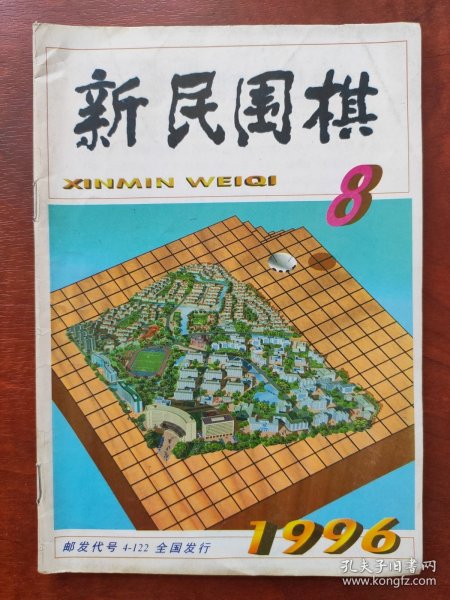 新民围棋
XINMIN WEIQI
8
1996
邮发代号 4-122 全国发行
孔夫子旧书网
www.kongfz.com